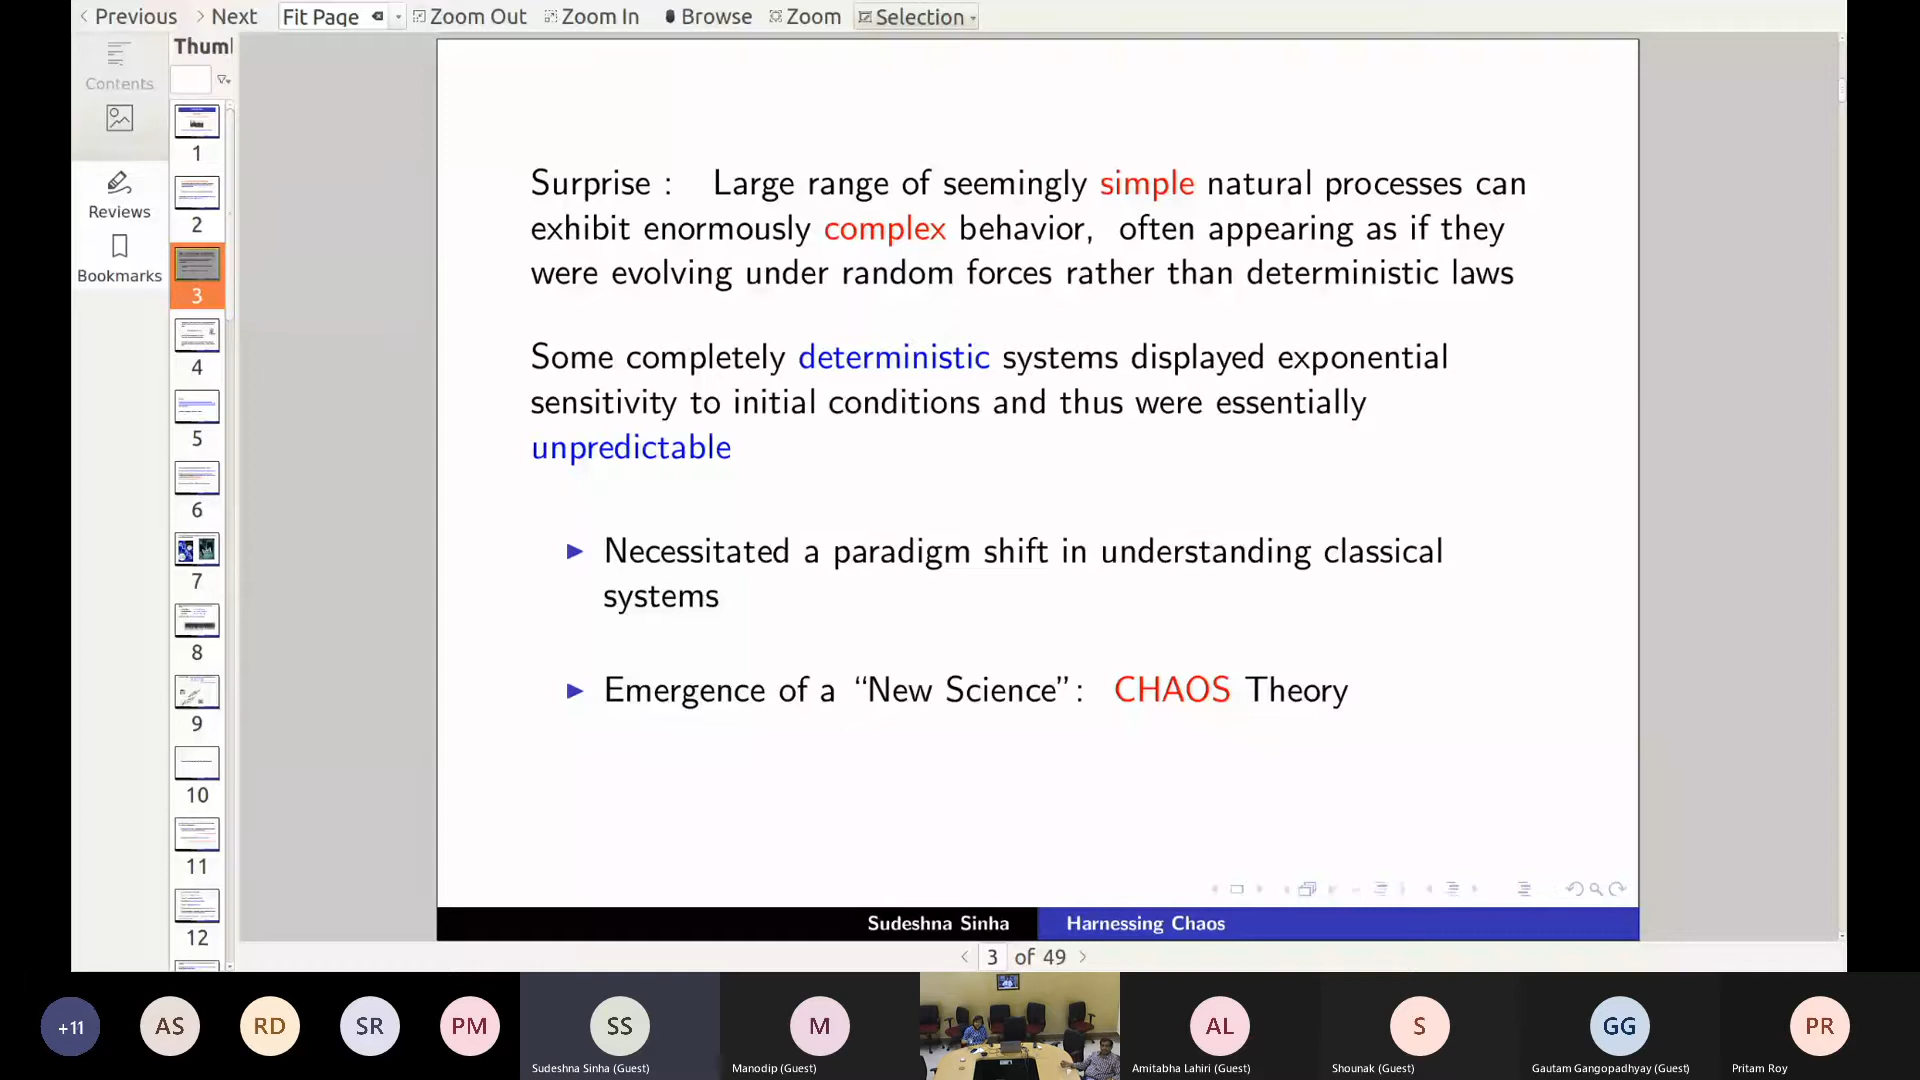 Previous Next Fit Page Zoom Out Zoom In Browse Zoom Selection
Contents
Reviews
Bookmarks
Thuml
1
2
3
4
5
6
7
8
9
10
11
12
Surprise : Large range of seemingly simple natural processes can
exhibit enormously complex behavior, often appearing as if they
were evolving under random forces rather than deterministic laws
Some completely deterministic systems displayed exponential
sensitivity to initial conditions and thus were essentially
unpredictable
Necessitated a paradigm shift in understanding classical
systems
Emergence of a “New Science”: CHAOS Theory
Sudeshna Sinha Harnessing Chaos
3 of 49
+11 AS RD SR PM SS M AL S GG PR
Sudeshna Sinha (Guest) Manodip (Guest) Amitabha Lahiri (Guest) Shounak (Guest) Gautam Gangopadhyay (Guest) Pritam Roy